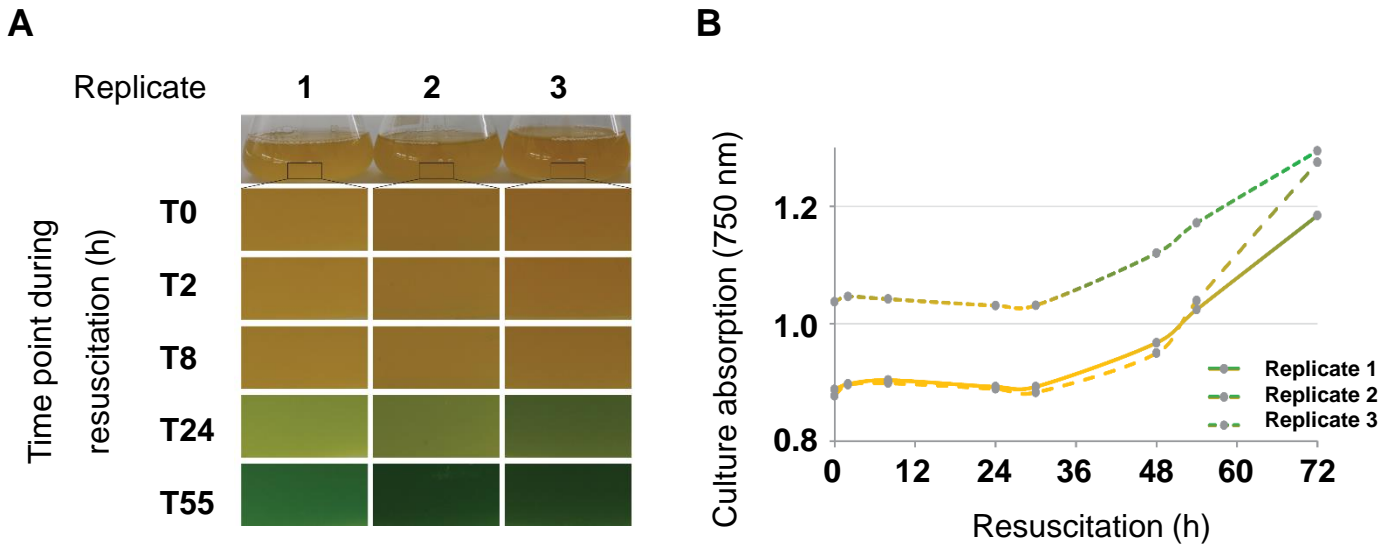 A
Replicate 1 2 3
Time point during
resuscitation (h)
T0
T2
T8
T24
T55
B
Culture absorption (750 nm)
1.2
1.0
0.8
0 12 24 36 48 60 72
Resuscitation (h)
Replicate 1
Replicate 2
Replicate 3